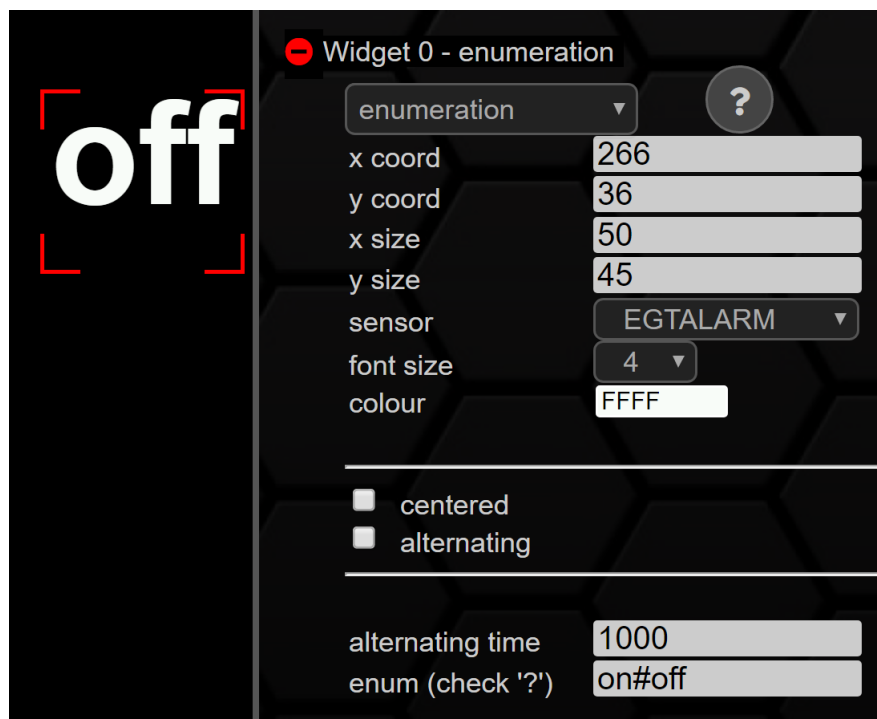 off
Widget 0 - enumeration
enumeration ▼ ?
x coord 266
y coord 36
x size 50
y size 45
sensor EGTALARM ▼
font size 4 ▼
colour FFFF
centered
alternating
alternating time 1000
enum (check '?') on#off